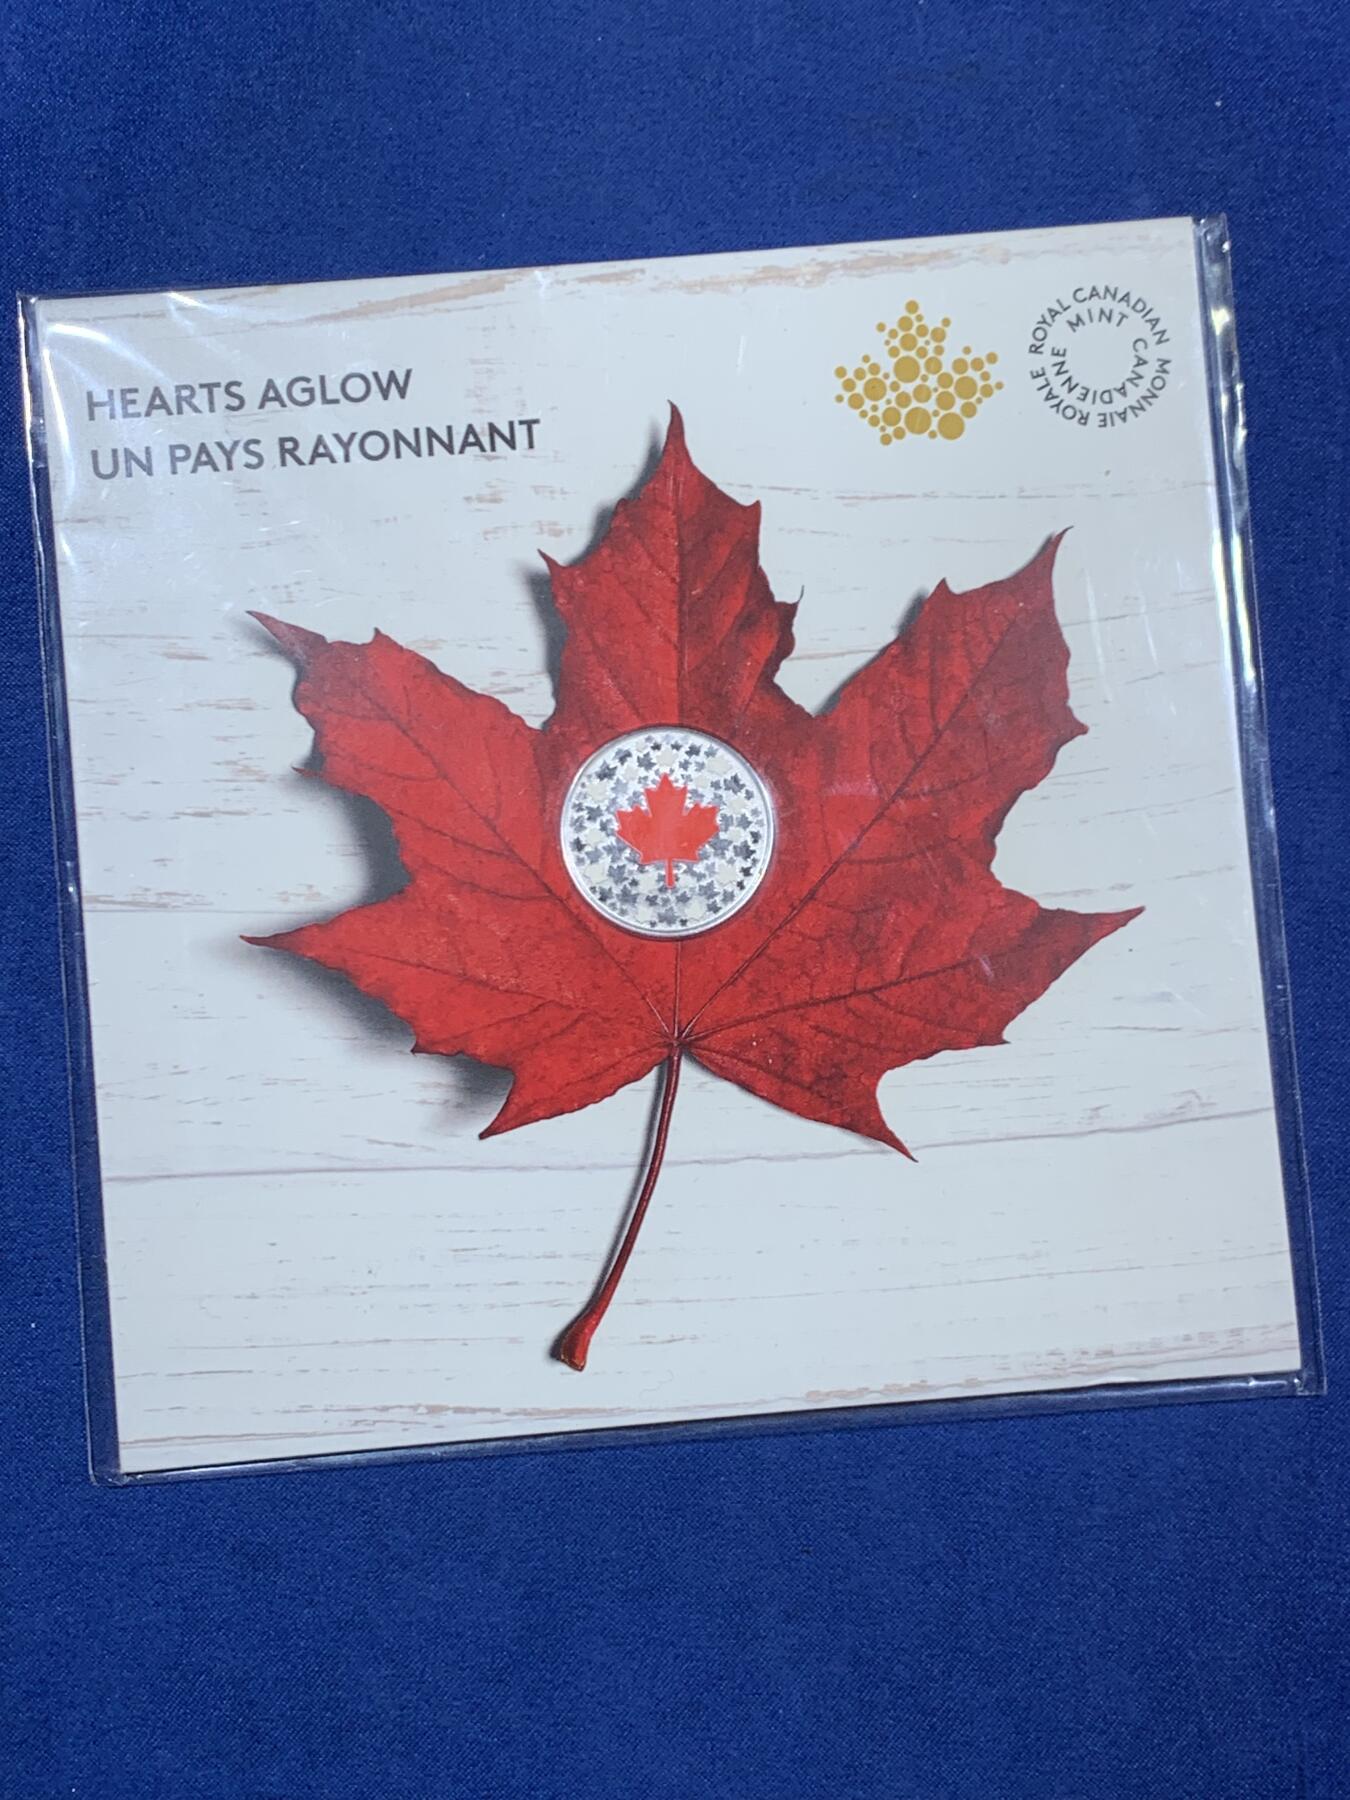 HEARTS AGLOW
UN PAYS RAYONNANT
ROYAL CANADIAN MINT
MONNAIE ROYALE CANADIENNE